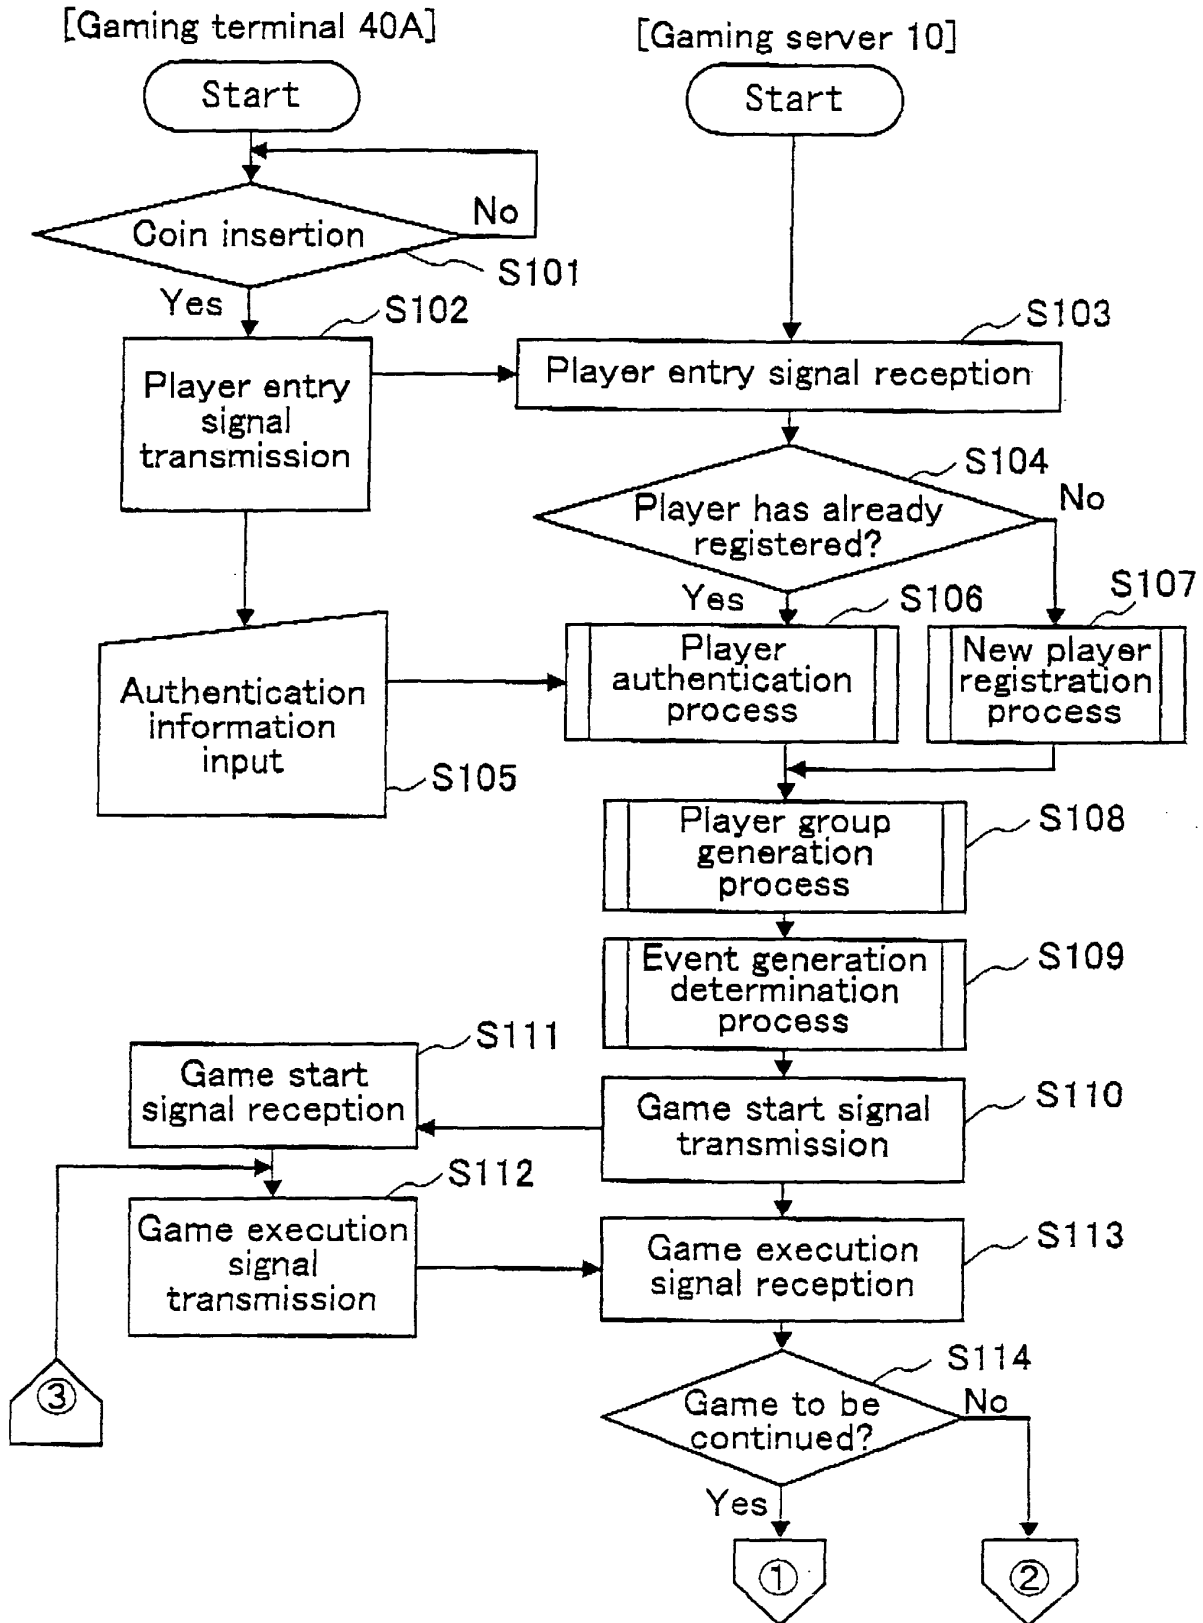 [Gaming terminal 40A]
[Gaming server 10]
Start
Start
No
Coin insertion
S101
Yes
S102
S103
Player entry
signal
transmission
Player entry signal reception
S104
No
Player has already
registered?
Yes
S106
S107
Authentication
information
input
S105
Player
authentication
process
New player
registration
process
Player group
generation
process
S108
Event generation
determination
process
S109
S111
Game start
signal reception
Game start signal
transmission
S110
S112
Game execution
signal
transmission
Game execution
signal reception
S113
③
S114
Game to be
continued?
No
Yes
①
②